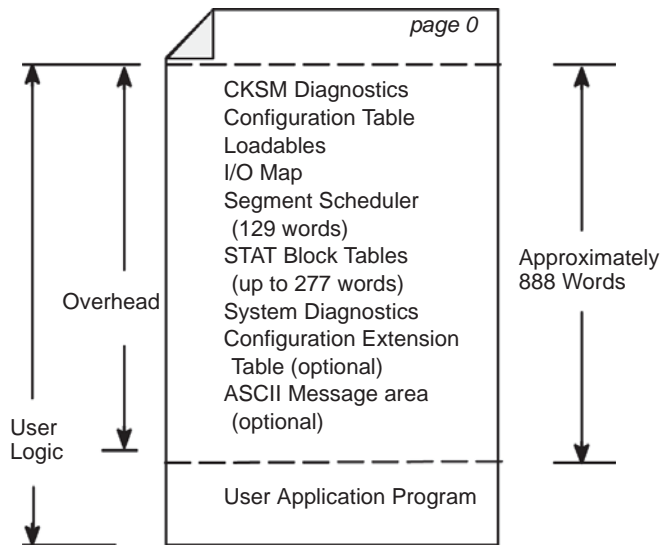 page 0
CKSM Diagnostics
Configuration Table
Loadables
I/O Map
Segment Scheduler
(129 words)
STAT Block Tables
(up to 277 words)
System Diagnostics
Configuration Extension
Table (optional)
ASCII Message area
(optional)
User Application Program
Overhead
User
Logic
Approximately
888 Words